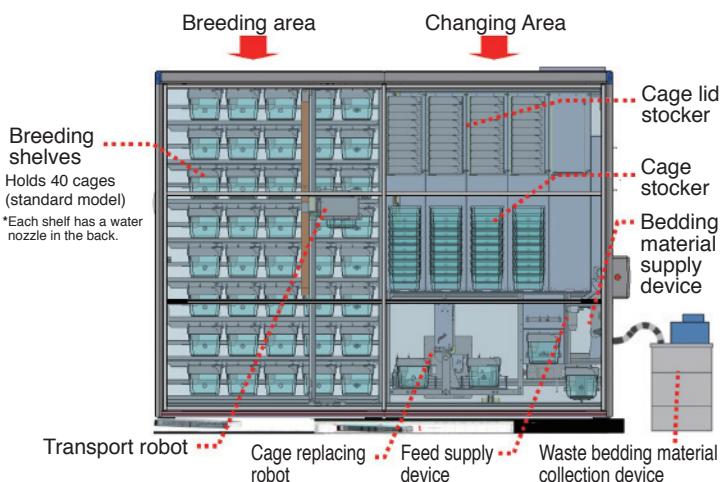 Breeding area
Changing Area
Cage lid
stocker
Breeding
shelves
Holds 40 cages
(standard model)
*Each shelf has a water
nozzle in the back.
Cage
stocker
Bedding
material
supply
device
Transport robot
Cage replacing
robot
Feed supply
device
Waste bedding material
collection device